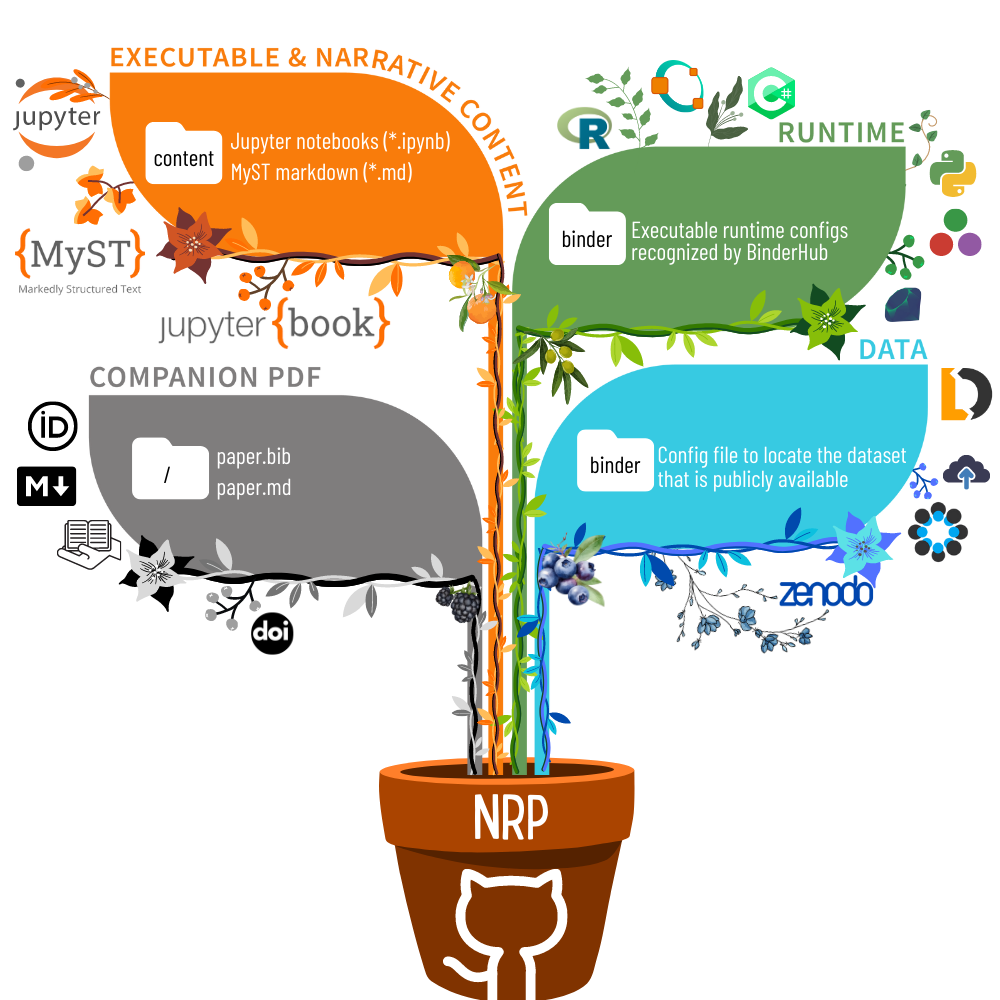 EXECUTABLE & NARRATIVE CONTENT
jupyter
content
Jupyter notebooks (*.ipynb)
MyST markdown (*.md)
{MyST}
Markedly Structured Text
jupyter {book}
RUNTIME
R
C#
binder
Executable runtime configs
recognized by BinderHub
COMPANION PDF
iD
M
/
paper.bib
paper.md
doi
DATA
binder
Config file to locate the dataset
that is publicly available
zenodo
NRP